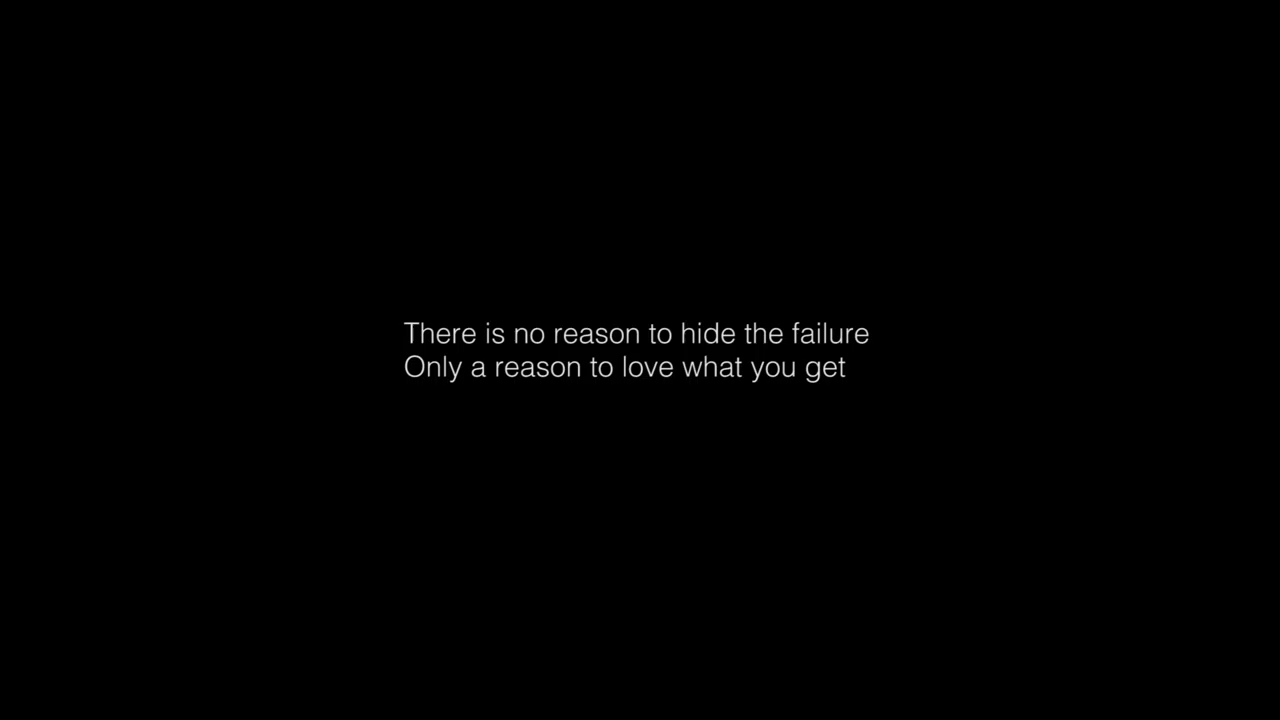 There is no reason to hide the failure
Only a reason to love what you get